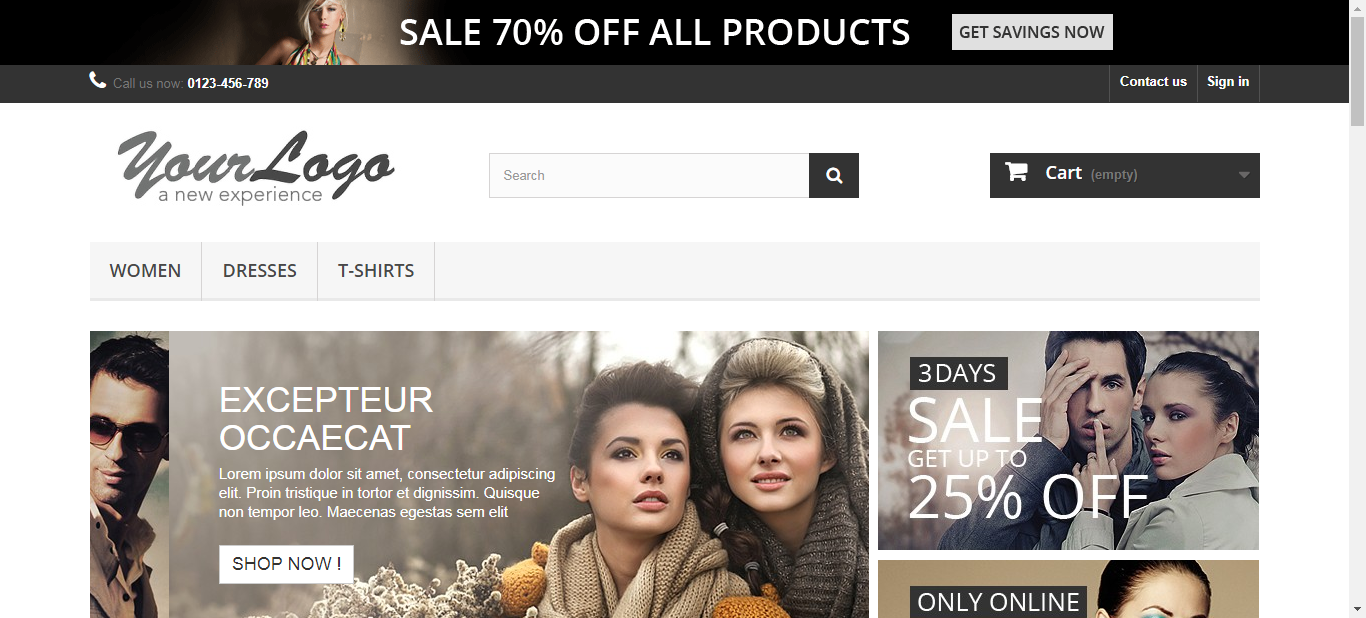 SALE 70% OFF ALL PRODUCTS GET SAVINGS NOW
Call us now: 0123-456-789 Contact us Sign in
YourLogo
a new experience
Search
Cart (empty)
WOMEN DRESSES T-SHIRTS
EXCEPTEUR
OCCAECAT
Lorem ipsum dolor sit amet, consectetur adipiscing
elit. Proin tristique in tortor et dignissim. Quisque
non tempor leo. Maecenas egestas sem elit
SHOP NOW !
3 DAYS
SALE
GET UP TO
25% OFF
ONLY ONLINE